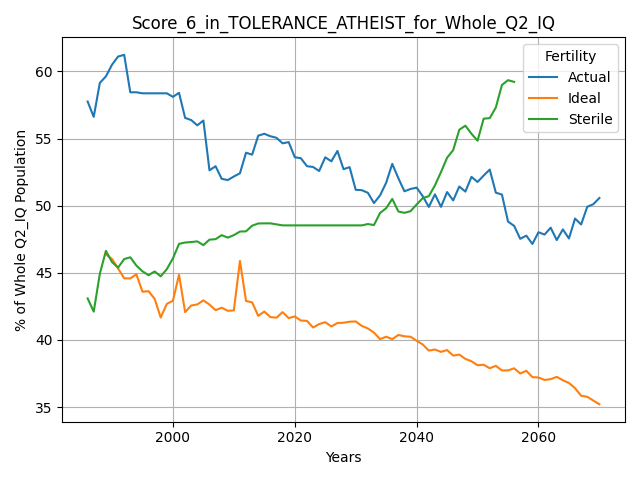 Score_6_in_TOLERANCE_ATHEIST_for_Whole_Q2_IQ
Fertility
Actual
Ideal
Sterile
60
55
50
45
40
35
% of Whole Q2_IQ Population
2000 2020 2040 2060
Years